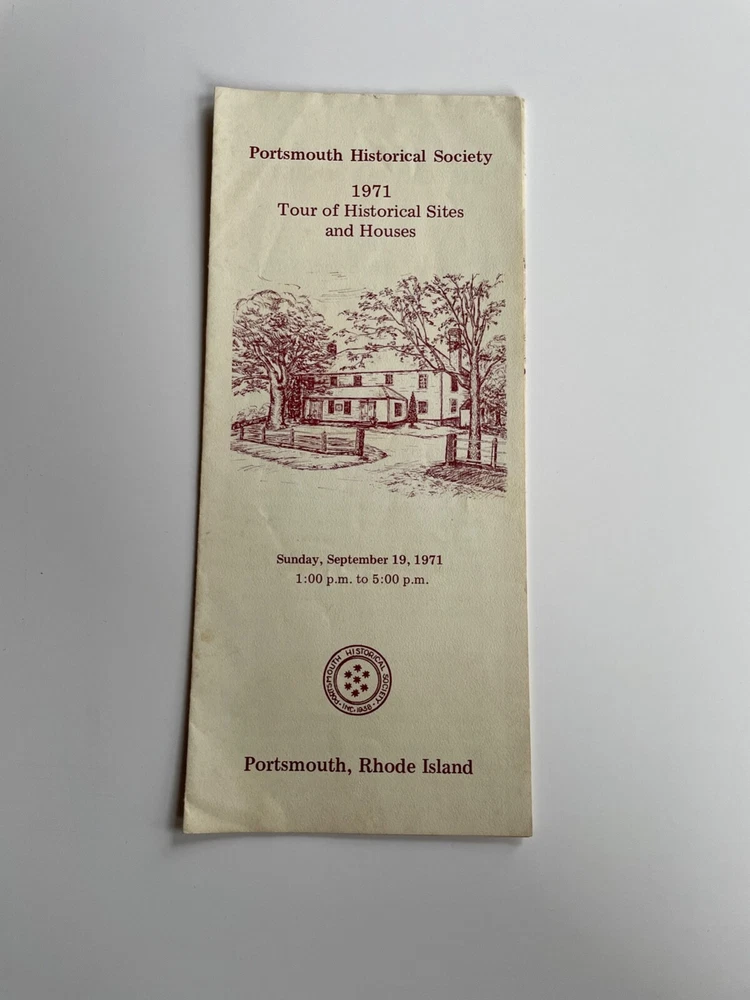 Portsmouth Historical Society
1971
Tour of Historical Sites
and Houses
Sunday, September 19, 1971
1:00 p.m. to 5:00 p.m.
PORTSMOUTH HISTORICAL SOCIETY
INC. 1938
Portsmouth, Rhode Island